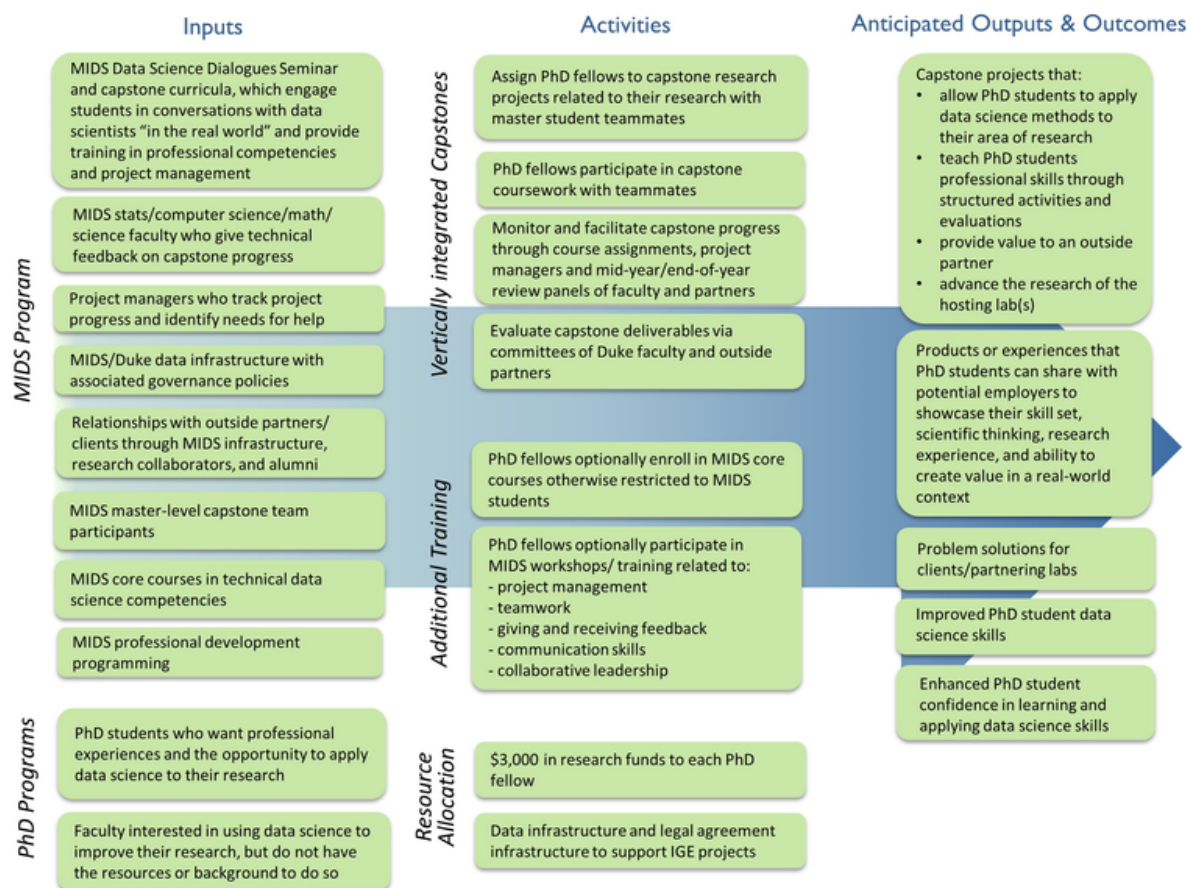 Inputs
MIDS Program
MIDS Data Science Dialogues Seminar
and capstone curricula, which engage
students in conversations with data
scientists “in the real world” and provide
training in professional competencies
and project management
MIDS stats/computer science/math/
science faculty who give technical
feedback on capstone progress
Project managers who track project
progress and identify needs for help
MIDS/Duke data infrastructure with
associated governance policies
Relationships with outside partners/
clients through MIDS infrastructure,
research collaborators, and alumni
MIDS master-level capstone team
participants
MIDS core courses in technical data
science competencies
MIDS professional development
programming
PhD Programs
PhD students who want professional
experiences and the opportunity to apply
data science to their research
Faculty interested in using data science to
improve their research, but do not have
the resources or background to do so
Activities
Vertically integrated Capstones
Assign PhD fellows to capstone research
projects related to their research with
master student teammates
PhD fellows participate in capstone
coursework with teammates
Monitor and facilitate capstone progress
through course assignments, project
managers and mid-year/end-of-year
review panels of faculty and partners
Evaluate capstone deliverables via
committees of Duke faculty and outside
partners
Additional Training
PhD fellows optionally enroll in MIDS core
courses otherwise restricted to MIDS
students
PhD fellows optionally participate in
MIDS workshops/ training related to:
- project management
- teamwork
- giving and receiving feedback
- communication skills
- collaborative leadership
Resource
Allocation
$3,000 in research funds to each PhD
fellow
Data infrastructure and legal agreement
infrastructure to support IGE projects
Anticipated Outputs & Outcomes
Capstone projects that:
• allow PhD students to apply
data science methods to
their area of research
• teach PhD students
professional skills through
structured activities and
evaluations
• provide value to an outside
partner
• advance the research of the
hosting lab(s)
Products or experiences that
PhD students can share with
potential employers to
showcase their skill set,
scientific thinking, research
experience, and ability to
create value in a real-world
context
Problem solutions for
clients/partnering labs
Improved PhD student data
science skills
Enhanced PhD student
confidence in learning and
applying data science skills